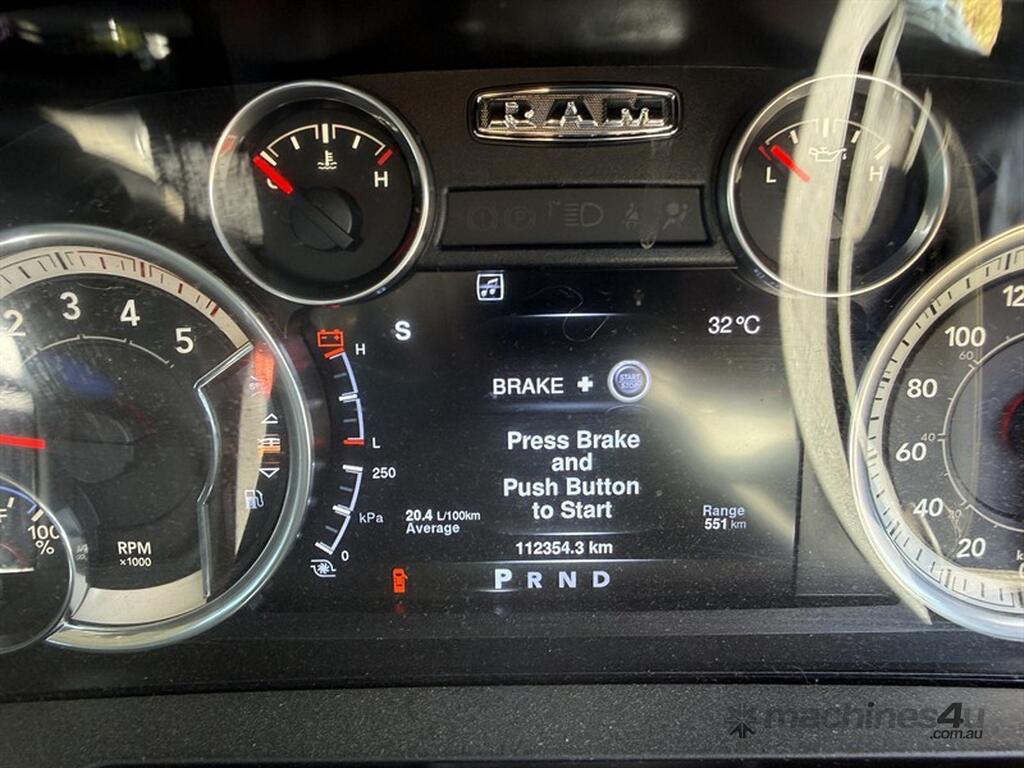 RAM
C H
L H
3 4 5
S
32°C
H
BRAKE + START STOP
120
100
60
80
L
Press Brake
and
Push Button
to Start
60 40
250
kPa
20.4 L/100km
Average
Range
551 km
40
20
100
%
RPM
x1000
0
112354.3 km
P R N D
machines4u
.com.au